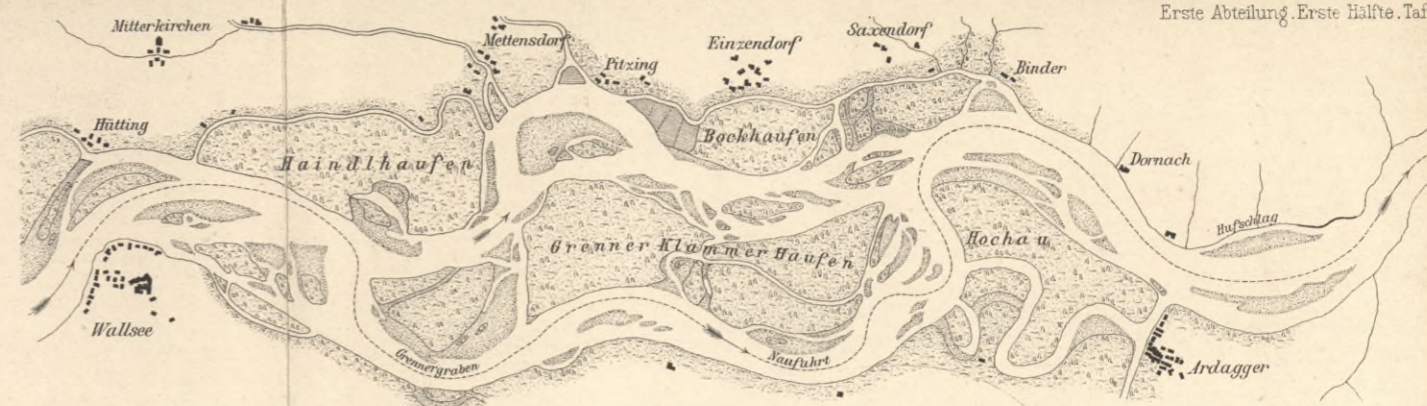 Erste Abteilung. Erste Hälfte. Taf
Mitterkirchen
Mettensdorf
Pitzing
Einzendorf
Saxendorf
Binder
Hütting
Haindlhaufen
Bockhaufen
Dornach
Hufschlag
Grenner Klammer Haufen
Hochau
Wallsee
Grennergraben
Naufuhrt
Ardagger